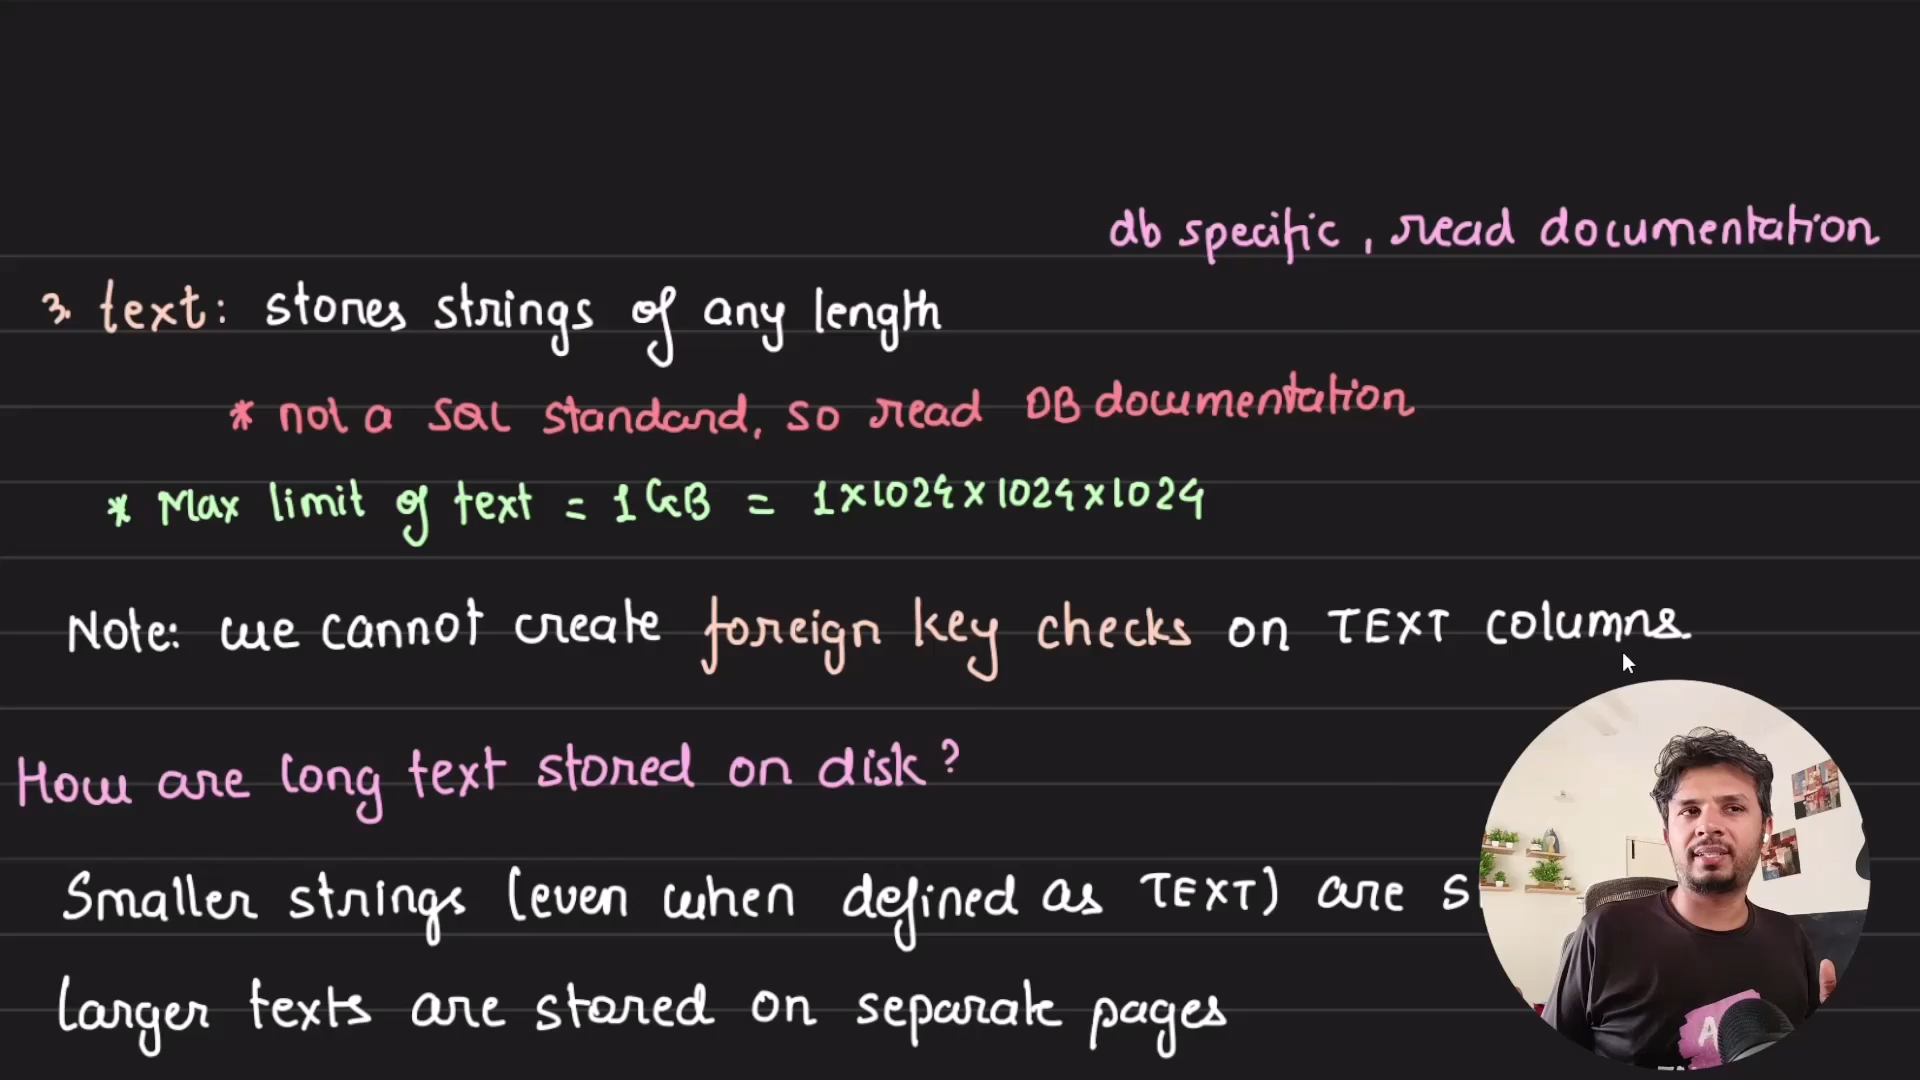 db specific, read documentation
3. text: stores strings of any length
* not a SQL standard, so read DB documentation
* Max limit of text = 1 GB = 1x1024x1024x1024
Note: we cannot create foreign key checks on TEXT columns.
How are long text stored on disk?
Smaller strings (even when defined as TEXT) are
Larger texts are stored on separate pages